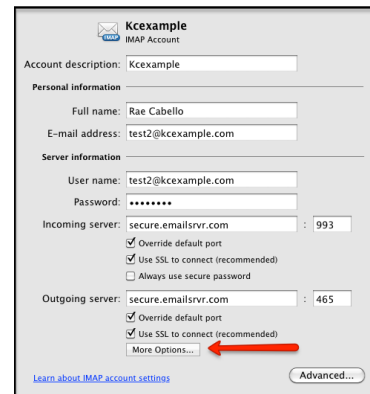 Kcexample
IMAP
IMAP Account
Account description: Kcexample
Personal information
Full name: Rae Cabello
E-mail address: test2@kcexample.com
Server information
User name: test2@kcexample.com
Password: ••••••••
Incoming server: secure.emailsrvr.com : 993
Override default port
Use SSL to connect (recommended)
Always use secure password
Outgoing server: secure.emailsrvr.com : 465
Override default port
Use SSL to connect (recommended)
More Options...
Learn about IMAP account settings
Advanced...